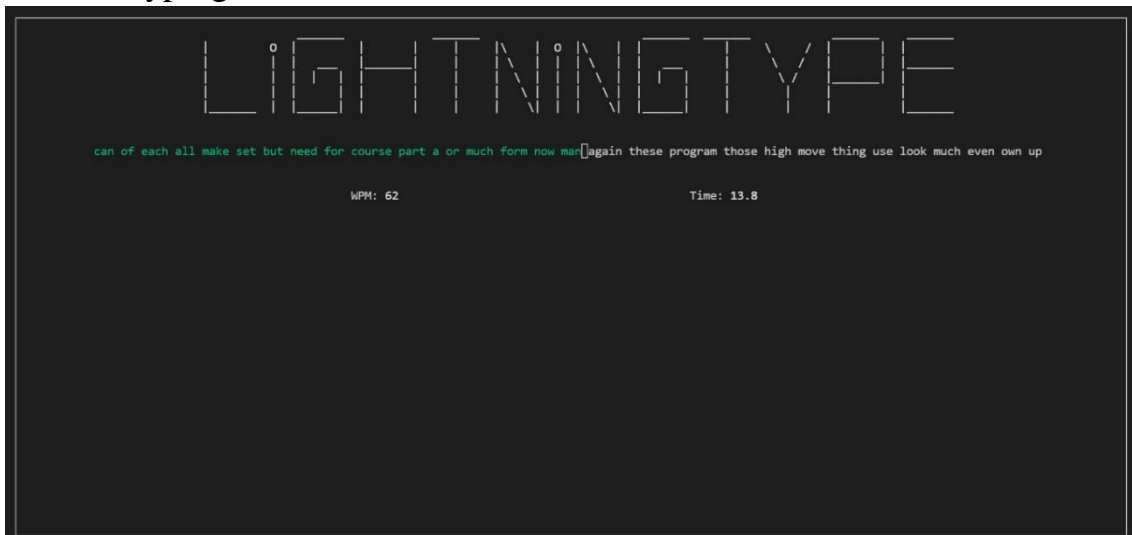 LiGHTNiNGTYPE
can of each all make set but need for course part a or much form now man again these program those high move thing use look much even own up
WPM: 62 Time: 13.8